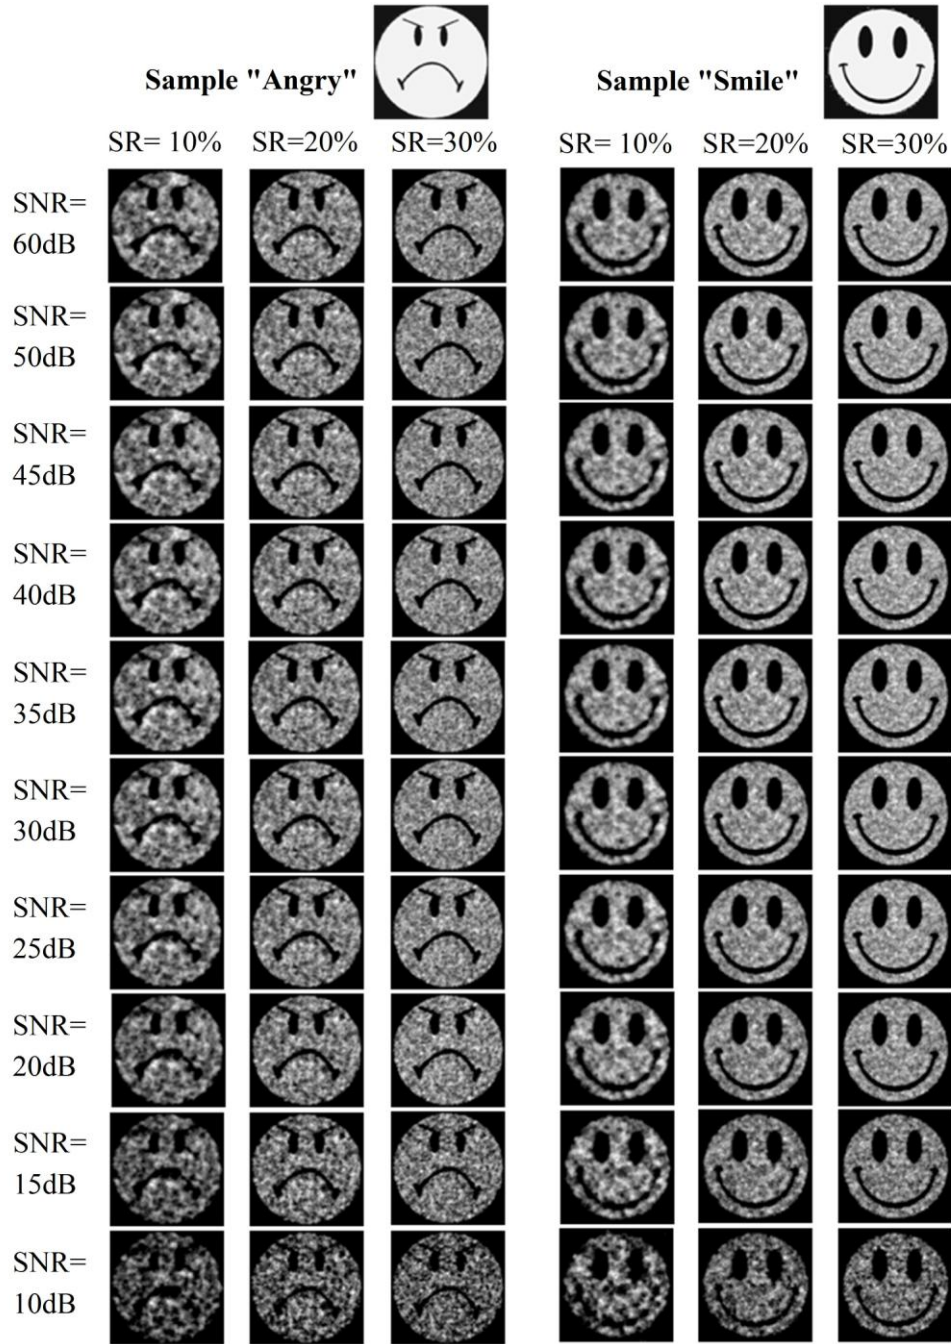 Sample "Angry"
Sample "Smile"
SR= 10% SR=20% SR=30% SR= 10% SR=20% SR=30%
SNR=
60dB
SNR=
50dB
SNR=
45dB
SNR=
40dB
SNR=
35dB
SNR=
30dB
SNR=
25dB
SNR=
20dB
SNR=
15dB
SNR=
10dB